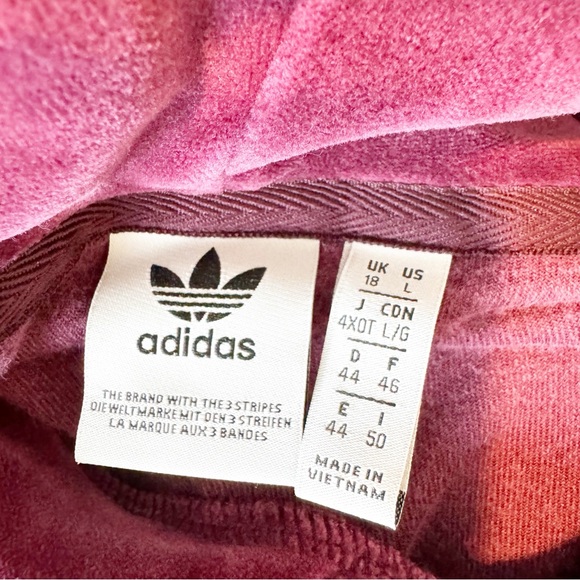 adidas
THE BRAND WITH THE 3 STRIPES
DIE WELTMARKE MIT DEN 3 STREIFEN
LA MARQUE AUX 3 BANDES
UK US
18 L
J CDN
4XOT L/G
D F
44 46
E I
44 50
MADE IN
VIETNAM